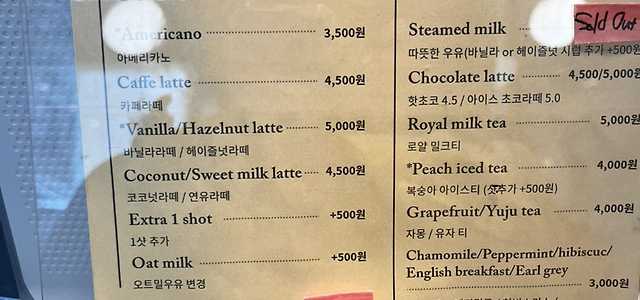 *Americano 3,500원
아메리카노
Caffe latte 4,500원
카페라떼
*Vanilla/Hazelnut latte 5,000원
바닐라라떼 / 헤이즐넛라떼
Coconut/Sweet milk latte 4,500원
코코넛라떼 / 연유라떼
Extra 1 shot +500원
1샷 추가
Oat milk +500원
오트밀우유 변경
Steamed milk Sold Out
따뜻한 우유(바닐라 or 헤이즐넛 시럽 추가 +500원
Chocolate latte 4,500/5,000원
핫초코 4.5 / 아이스 초코라떼 5.0
Royal milk tea 5,000원
로얄 밀크티
*Peach iced tea 4,000원
복숭아 아이스티 (샷추가 +500원)
Grapefruit/Yuju tea 4,000원
자몽 / 유자 티
Chamomile/Peppermint/hibiscus/
English breakfast/Earl grey
3,000원